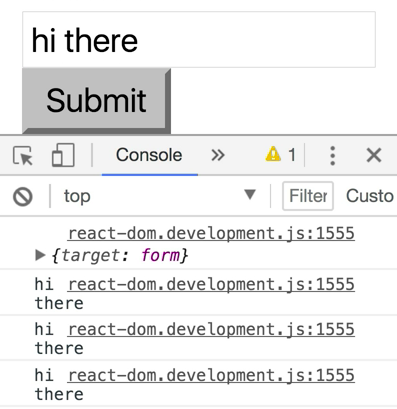 hi there
Submit
Console » 1
top Filter Custo
react-dom.development.js:1555
▶ {target: form}
hi react-dom.development.js:1555
there
hi react-dom.development.js:1555
there
hi react-dom.development.js:1555
there